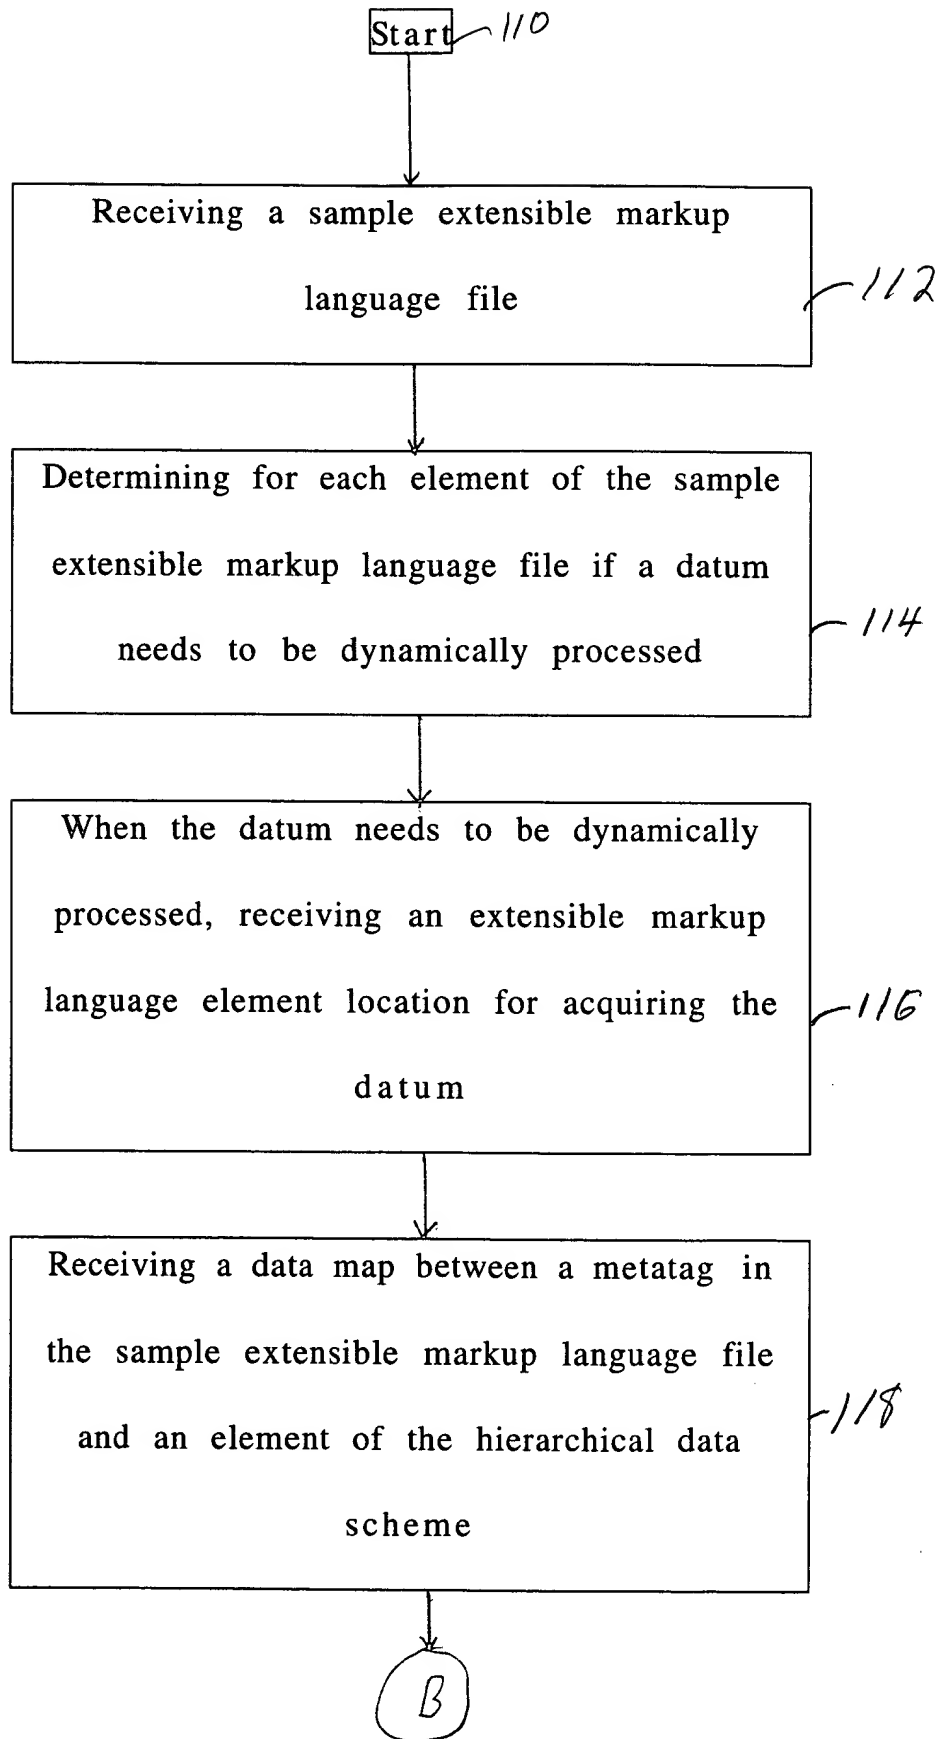 Start 110
Receiving a sample extensible markup
language file
112
Determining for each element of the sample
extensible markup language file if a datum
needs to be dynamically processed
114
When the datum needs to be dynamically
processed, receiving an extensible markup
language element location for acquiring the
datum
116
Receiving a data map between a metatag in
the sample extensible markup language file
and an element of the hierarchical data
scheme
118
B